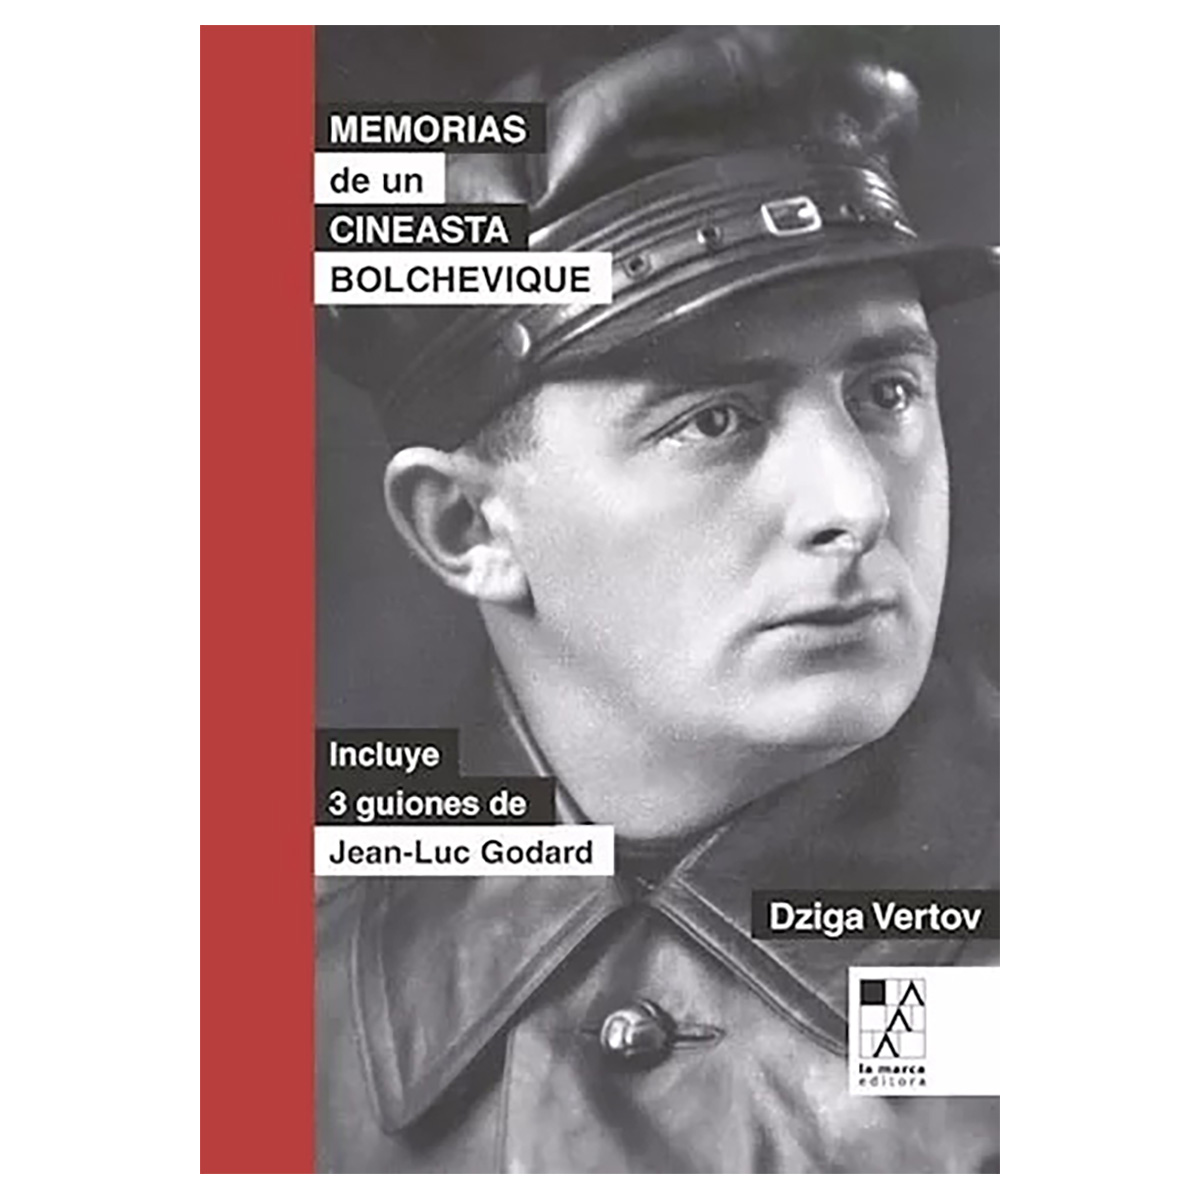 MEMORIAS
de un
CINEASTA
BOLCHEVIQUE
Incluye
3 guiones de
Jean-Luc Godard
Dziga Vertov
la marca
editora